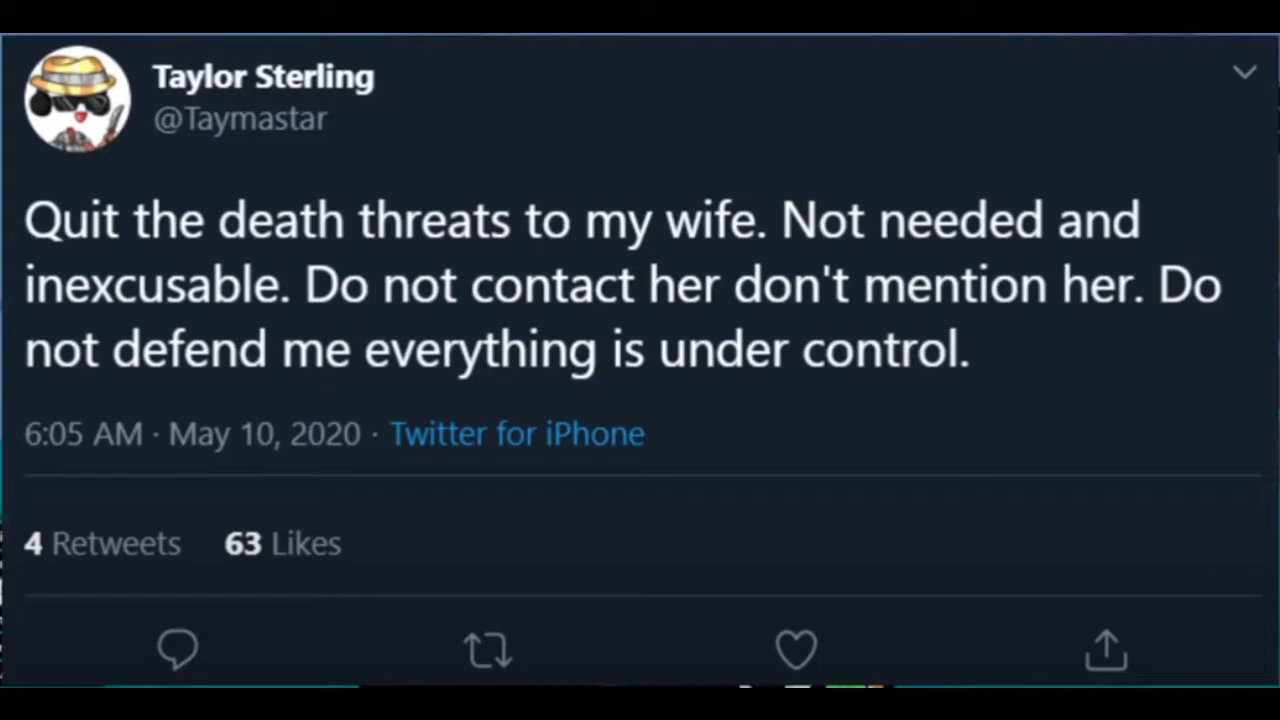 Taylor Sterling
@Taymastar
Quit the death threats to my wife. Not needed and
inexcusable. Do not contact her don't mention her. Do
not defend me everything is under control.
6:05 AM · May 10, 2020 · Twitter for iPhone
4 Retweets 63 Likes